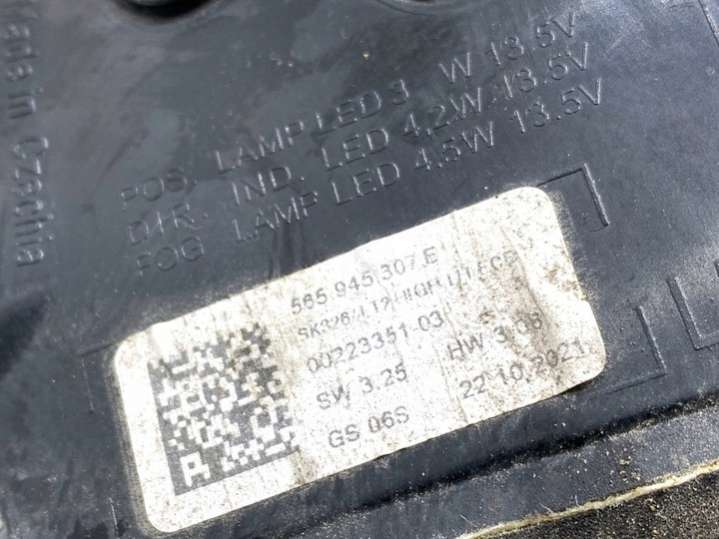 Made in Czechia
POS. LAMP LED 3 W 13.5V
DIR. IND. LED 4,2W 13.5V
FOG LAMP LED 4,5W 13.5V
565.945.307.E
00223351-03
SW 3.25 HW 3.08
GS 06S 22.10.2021